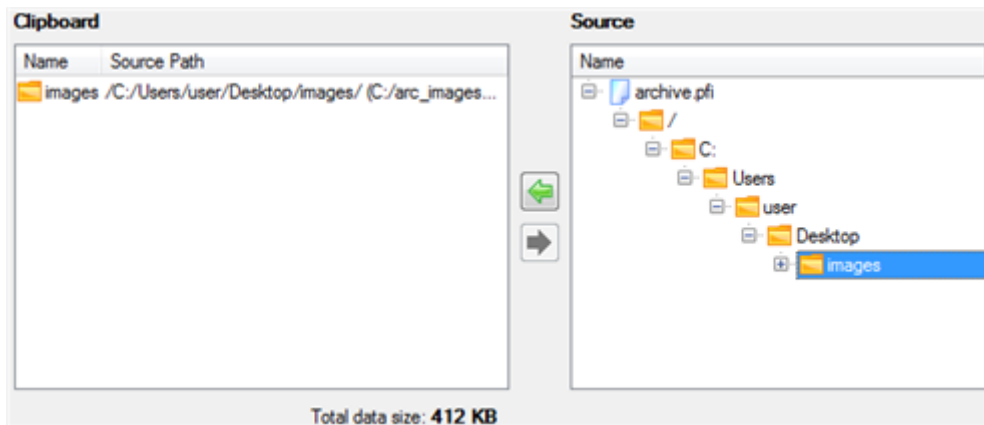 Clipboard
Name Source Path
images /C:/Users/user/Desktop/images/ (C:/arc_images...
Total data size: 412 KB
Source
Name
archive.pfi
/
C:
Users
user
Desktop
images